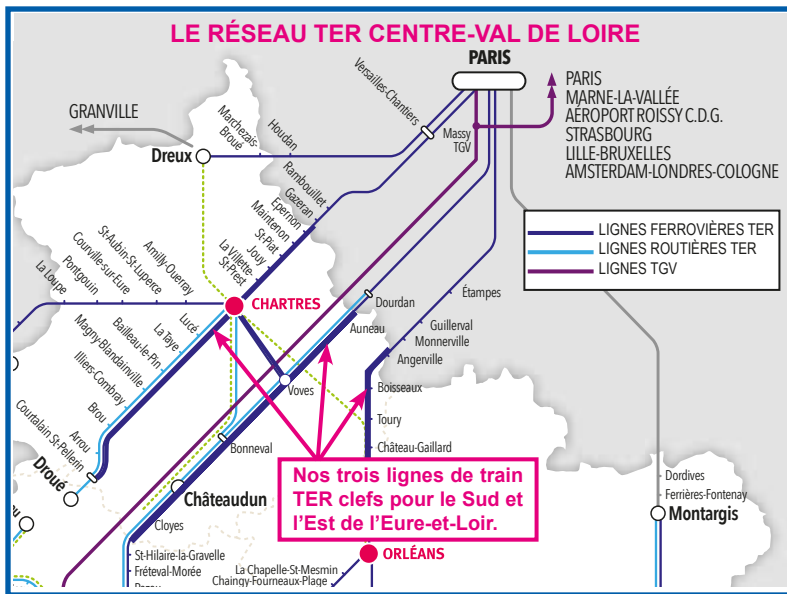 LE RÉSEAU TER CENTRE-VAL DE LOIRE
PARIS
PARIS
MARNE-LA-VALLÉE
AÉROPORT ROISSY C.D.G.
STRASBOURG
LILLE-BRUXELLES
AMSTERDAM-LONDRES-COLOGNE
GRANVILLE
Versailles-Chantiers
Massy
TGV
Marchezais-
Broué
Houdan
Dreux
Rambouillet
Gazeran
Epernon
Maintenon
St-Piat
Jouy
La Villette-
St-Prest
LIGNES FERROVIÈRES TER
LIGNES ROUTIÈRES TER
LIGNES TGV
La Loupe
Pontgouin
Courville-sur-Eure
St-Aubin-St-Luperce
Amilly-Ouerray
CHARTRES
Lucé
La Taye
Bailleau-le-Pin
Magny-Blandainville
Illiers-Combray
Brou
Arrou
Courtalain St-Pellerin
Droué
Dourdan
Auneau
Étampes
Guillerval
Monnerville
Angerville
Boisseaux
Toury
Château-Gaillard
Voves
Bonneval
Châteaudun
Cloyes
St-Hilaire-la-Gravelle
Fréteval-Morée
Nos trois lignes de train
TER clefs pour le Sud et
l'Est de l'Eure-et-Loir.
Dordives
Ferrières-Fontenay
Montargis
ORLÉANS
La Chapelle-St-Mesmin
Chaingy-Fourneaux-Plage